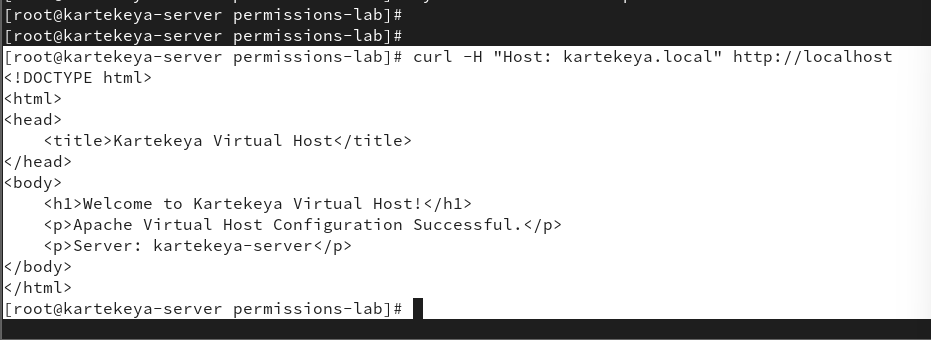 [root@kartekeya-server permissions-lab]#
[root@kartekeya-server permissions-lab]#
[root@kartekeya-server permissions-lab]# curl -H "Host: kartekeya.local" http://localhost
<!DOCTYPE html>
<html>
<head>
    <title>Kartekeya Virtual Host</title>
</head>
<body>
    <h1>Welcome to Kartekeya Virtual Host!</h1>
    <p>Apache Virtual Host Configuration Successful.</p>
    <p>Server: kartekeya-server</p>
</body>
</html>
[root@kartekeya-server permissions-lab]#